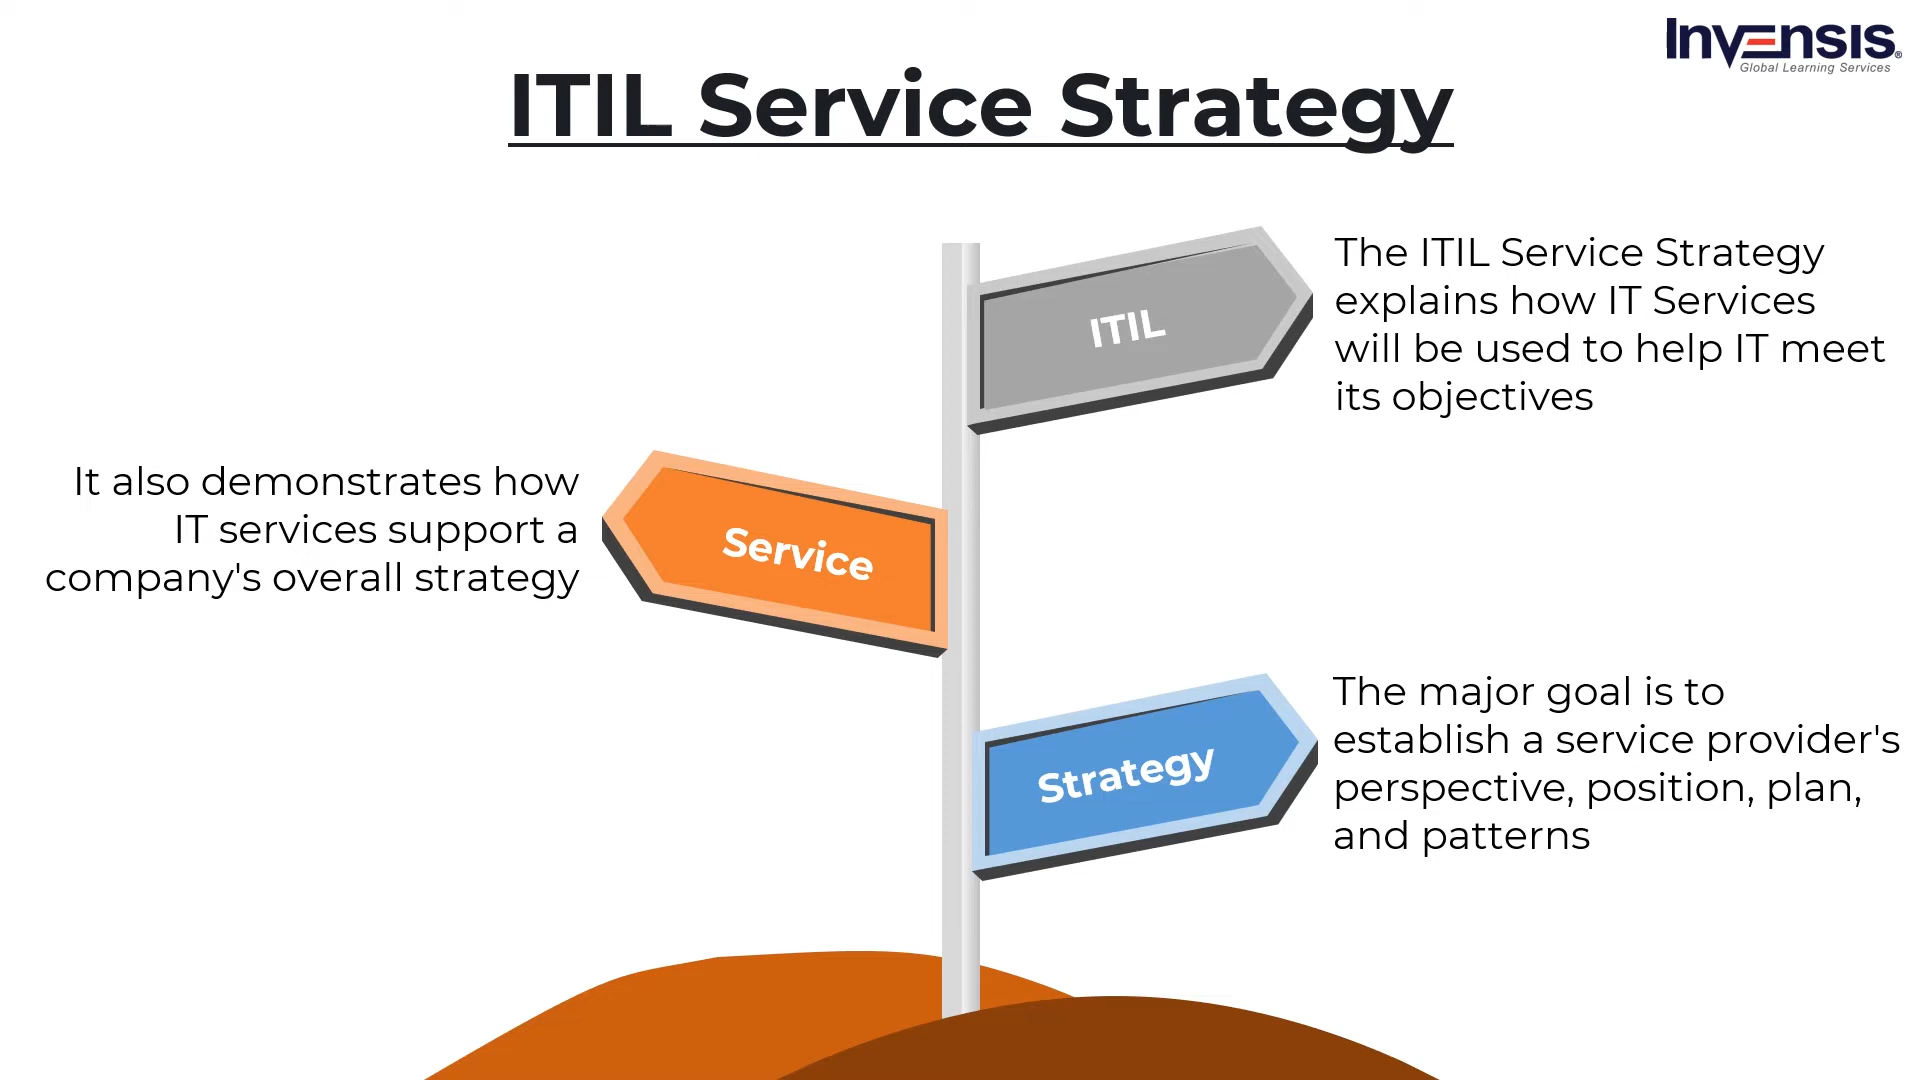 Invensis®
Global Learning Services
ITIL Service Strategy
ITIL
The ITIL Service Strategy
explains how IT Services
will be used to help IT meet
its objectives
It also demonstrates how
IT services support a
company's overall strategy
Service
Strategy
The major goal is to
establish a service provider's
perspective, position, plan,
and patterns